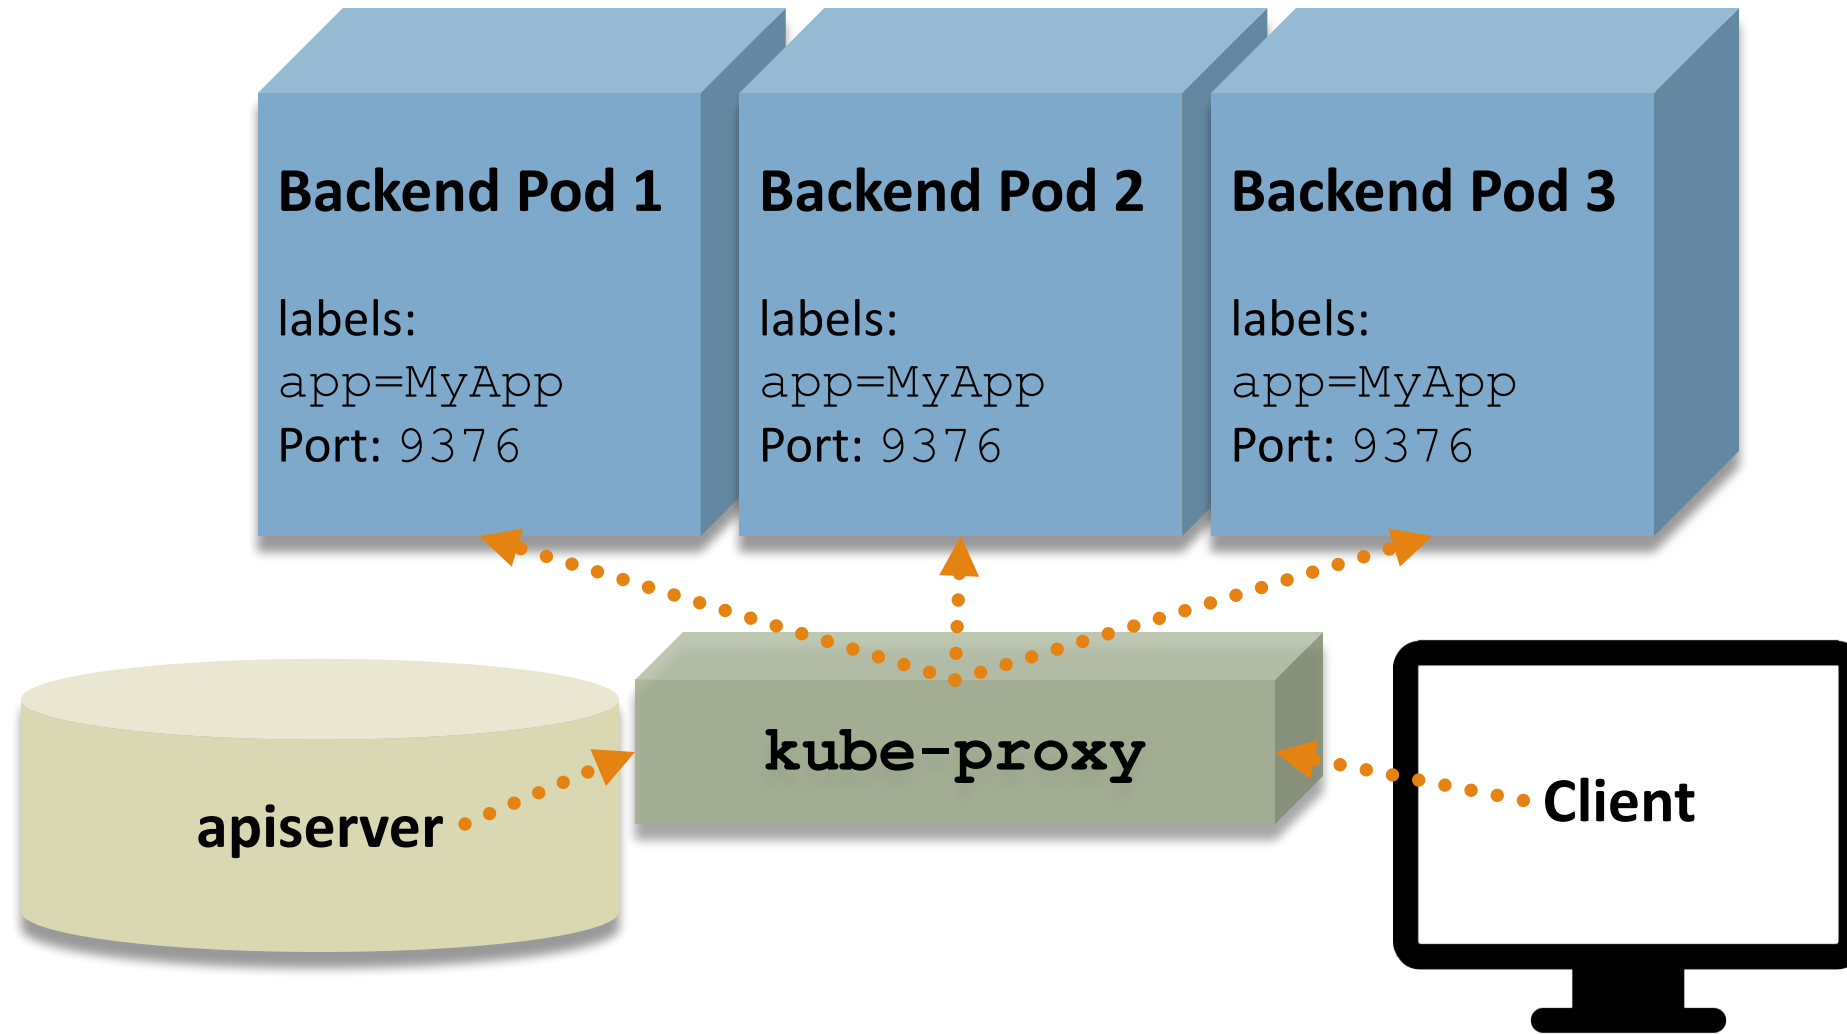 Backend Pod 1
labels:
app=MyApp
Port: 9376
Backend Pod 2
labels:
app=MyApp
Port: 9376
Backend Pod 3
labels:
app=MyApp
Port: 9376
apiserver
kube-proxy
Client